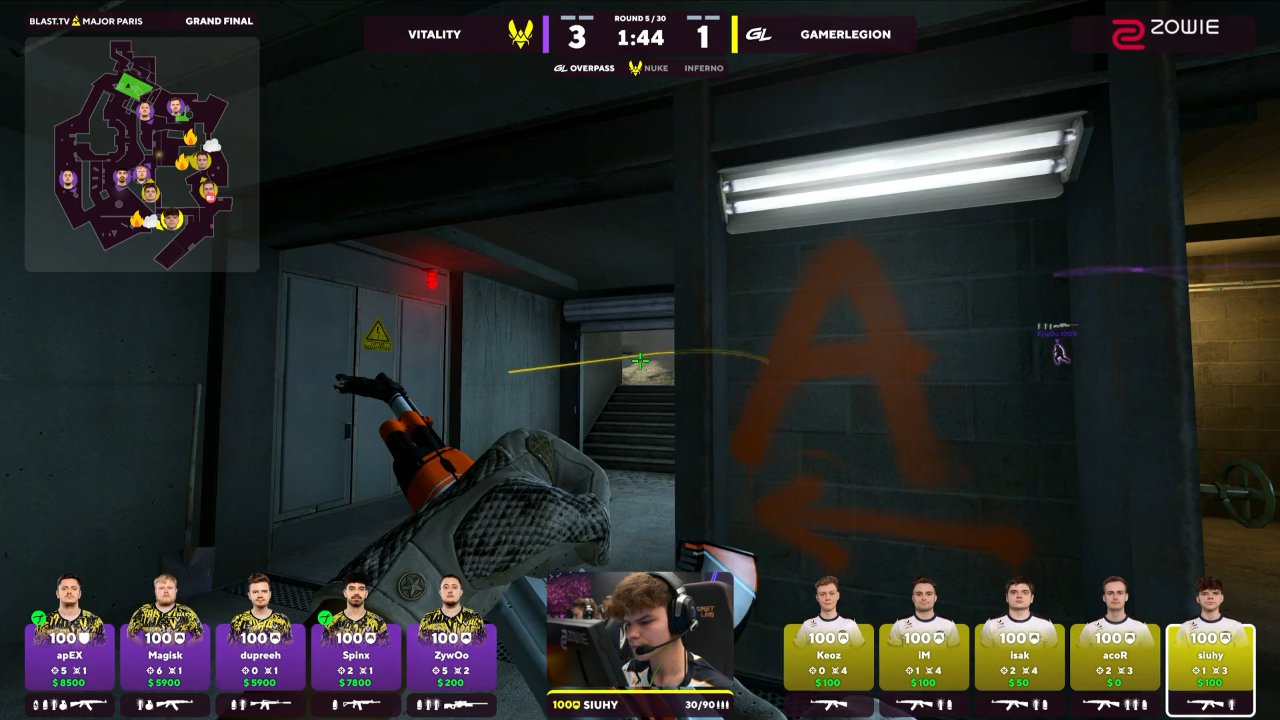 BLAST.TV MAJOR PARIS GRAND FINAL
VITALITY 3 ROUND 5 / 30 1:44 1 GL GAMERLEGION
ZOWIE
GL OVERPASS NUKE INFERNO
A
100 100 100 100 100
apEX Magisk dupreeh Spinx ZywOo
5 1 6 1 0 1 2 1 5 2
$8500 $5900 $5900 $7800 $200
100 SIUHY 30/90
100 100 100 100 100
Keoz iM isak acoR siuhy
0 4 1 4 2 4 2 3 1 3
$100 $100 $50 $0 $100